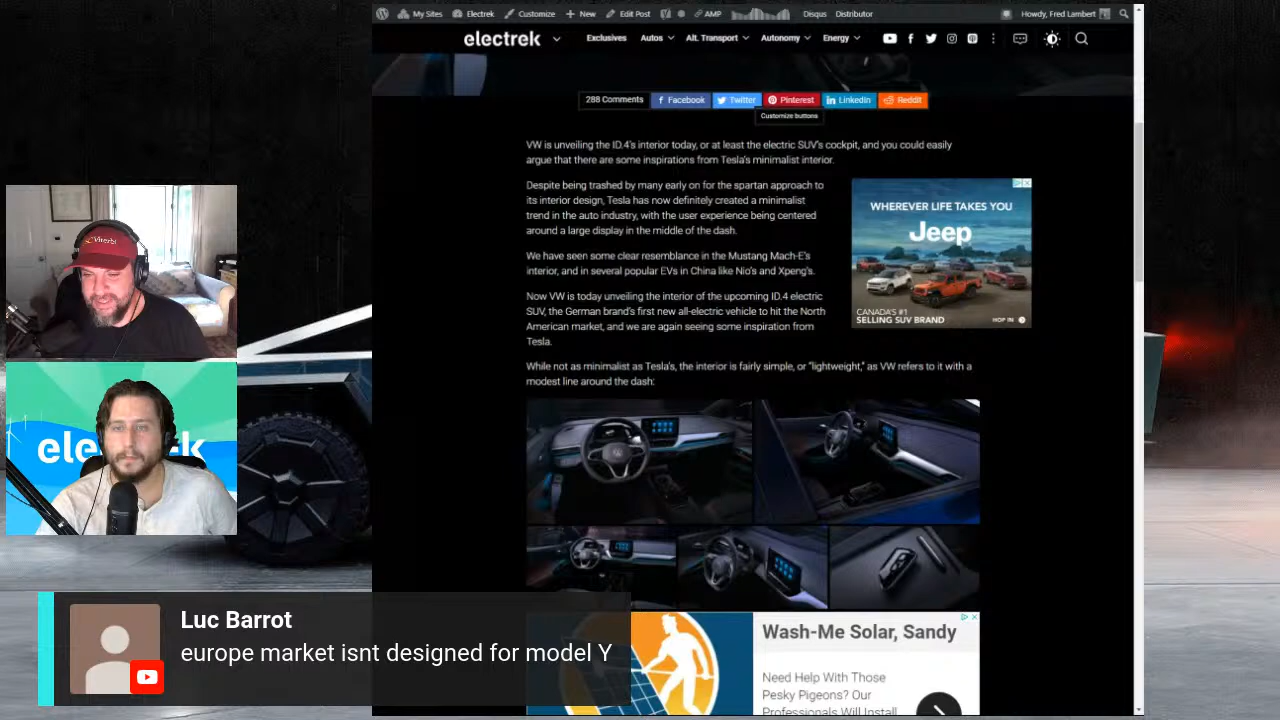 My Sites
Electrek
Customize
New
Edit Post
AMP
Disqus
Distributor
Howdy, Fred Lambert
electrek
Exclusives
Autos
Alt. Transport
Autonomy
Energy
288 Comments
Facebook
Twitter
Pinterest
LinkedIn
Reddit
Customize buttons
VW is unveiling the ID.4's interior today, or at least the electric SUV's cockpit, and you could easily
argue that there are some inspirations from Tesla's minimalist interior.
Despite being trashed by many early on for the spartan approach to
its interior design, Tesla has now definitely created a minimalist
trend in the auto industry, with the user experience being centered
around a large display in the middle of the dash.
We have seen some clear resemblance in the Mustang Mach-E's
interior, and in several popular EVs in China like Nio's and Xpeng's.
Now VW is today unveiling the interior of the upcoming ID.4 electric
SUV, the German brand's first new all-electric vehicle to hit the North
American market, and we are again seeing some inspiration from
Tesla.
While not as minimalist as Tesla's, the interior is fairly simple, or "lightweight," as VW refers to it with a
modest line around the dash:
WHEREVER LIFE TAKES YOU
Jeep
CANADA'S #1
SELLING SUV BRAND
HOP IN
Viterbi
ele
k
Wash-Me Solar, Sandy
Need Help With Those
Pesky Pigeons? Our
Professionals Will Install
Luc Barrot
europe market isnt designed for model Y